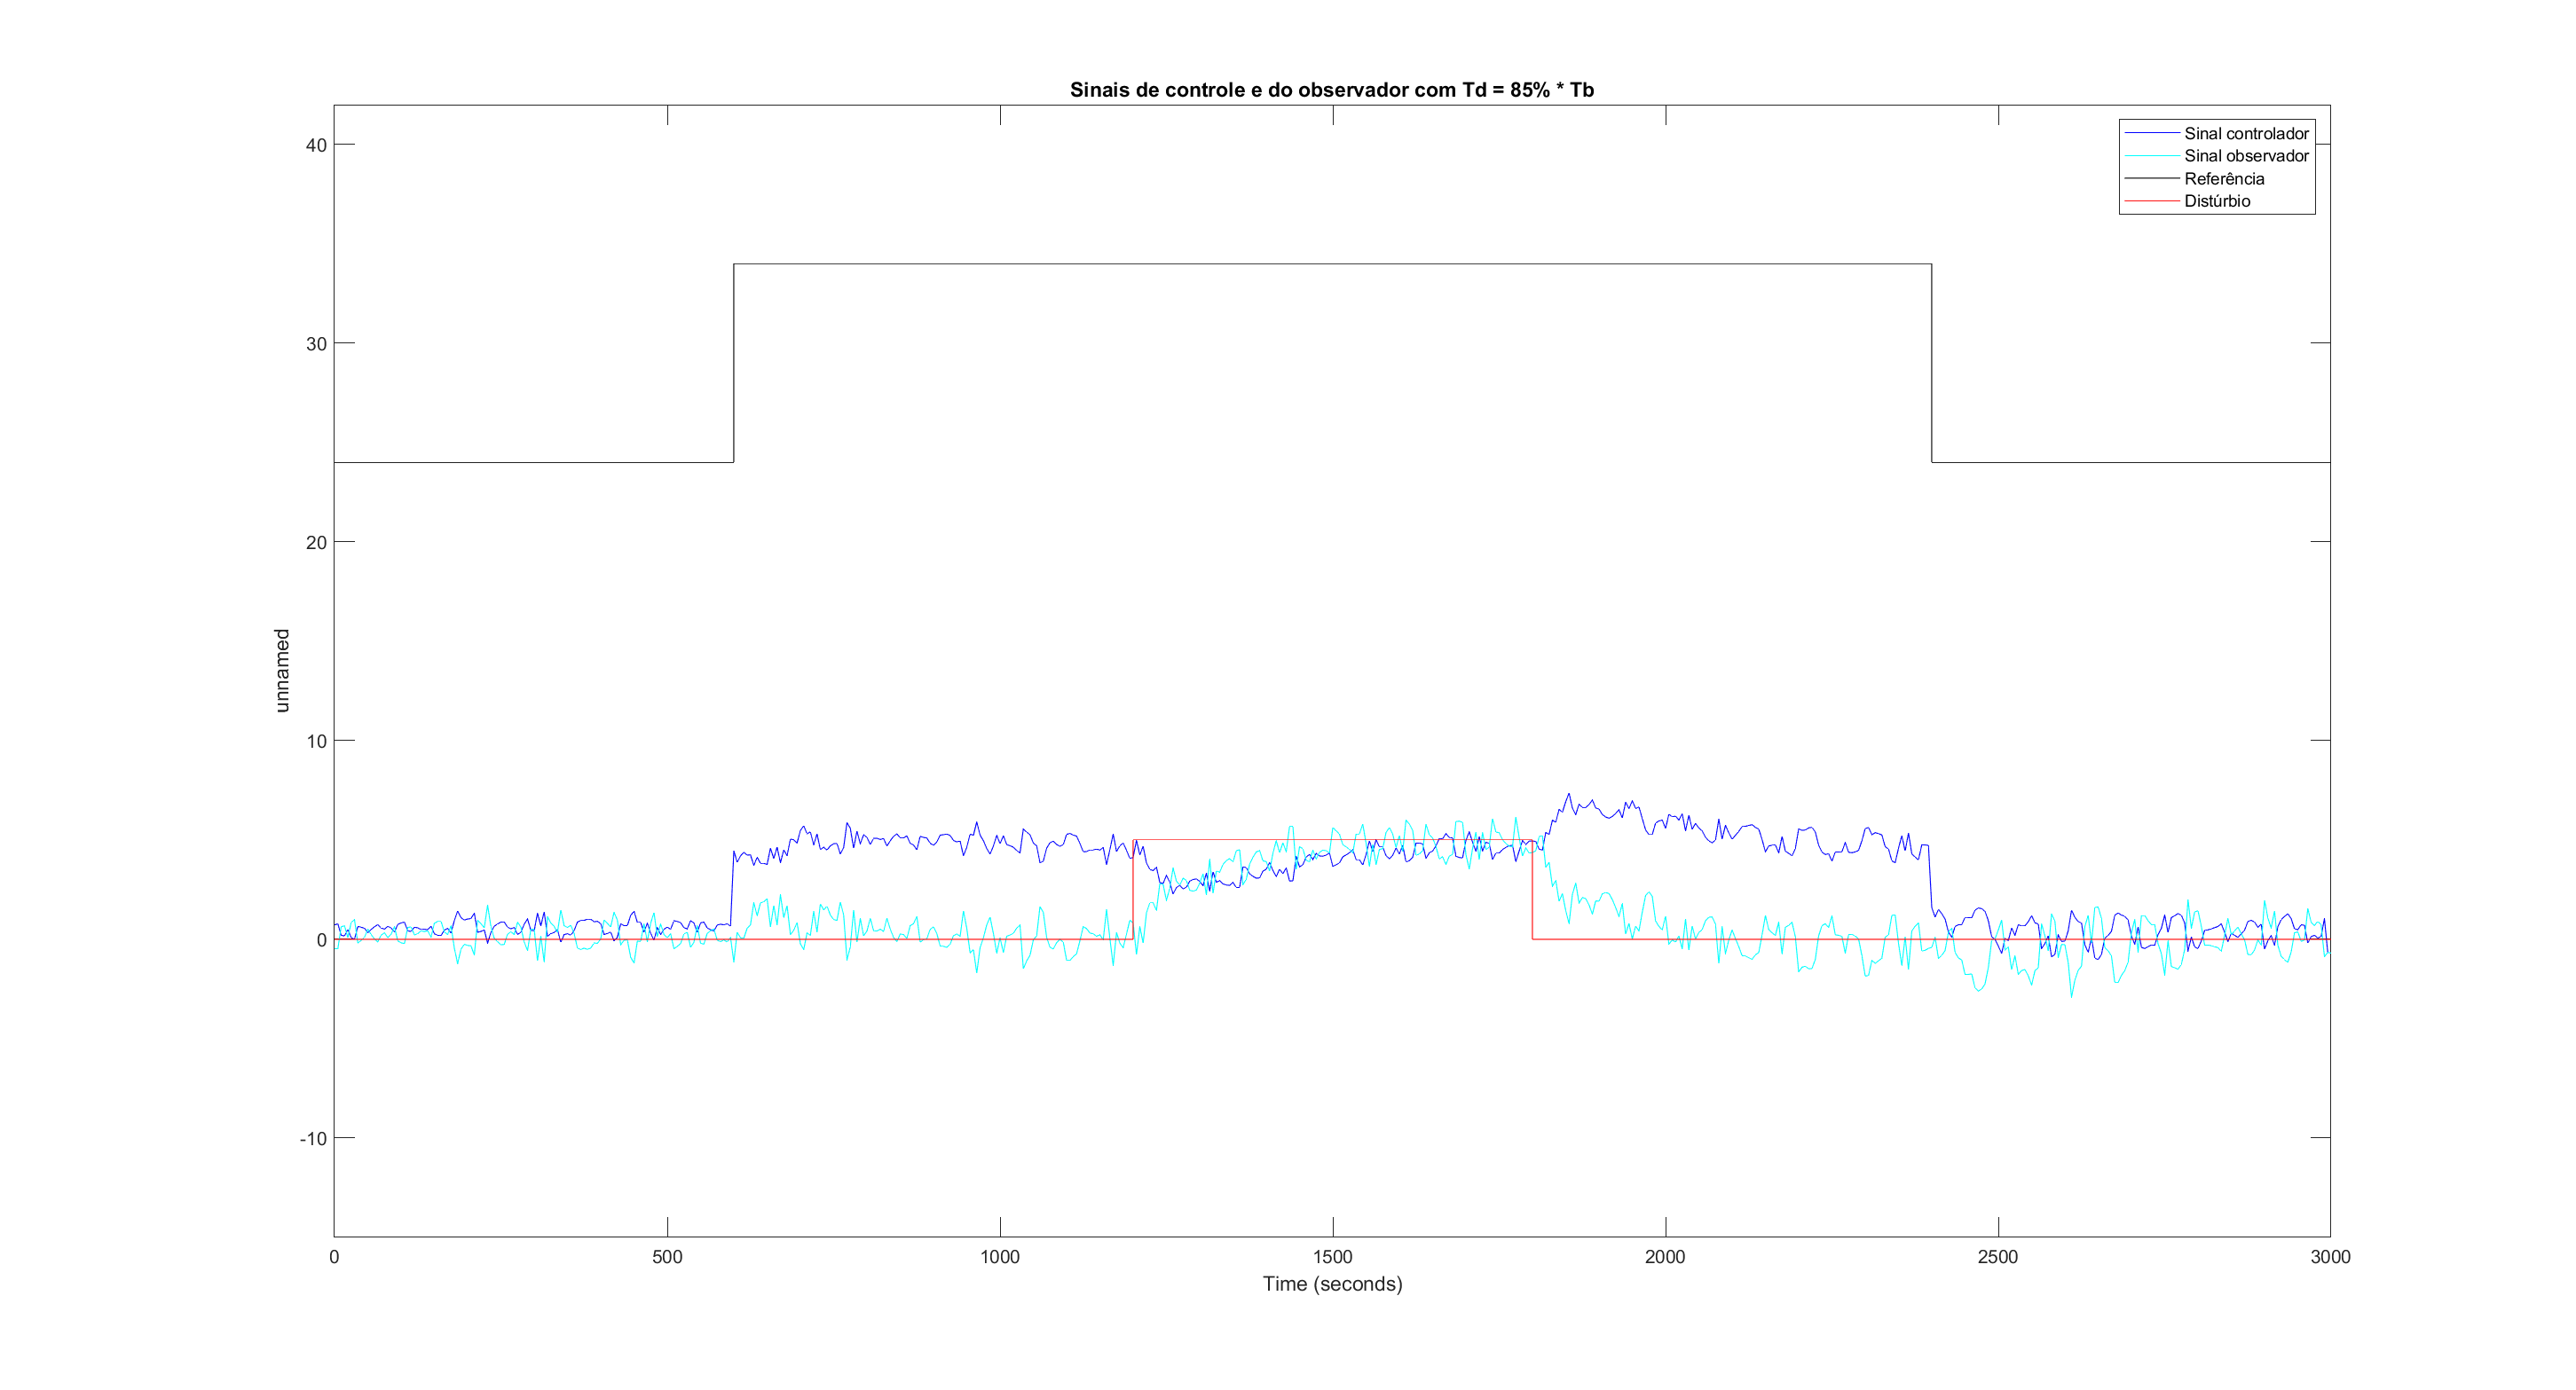 Sinais de controle e do observador com Td = 85% * Tb
Sinal controlador
Sinal observador
Referência
Distúrbio
40
30
20
10
0
-10
unnamed
0 500 1000 1500 2000 2500 3000
Time (seconds)